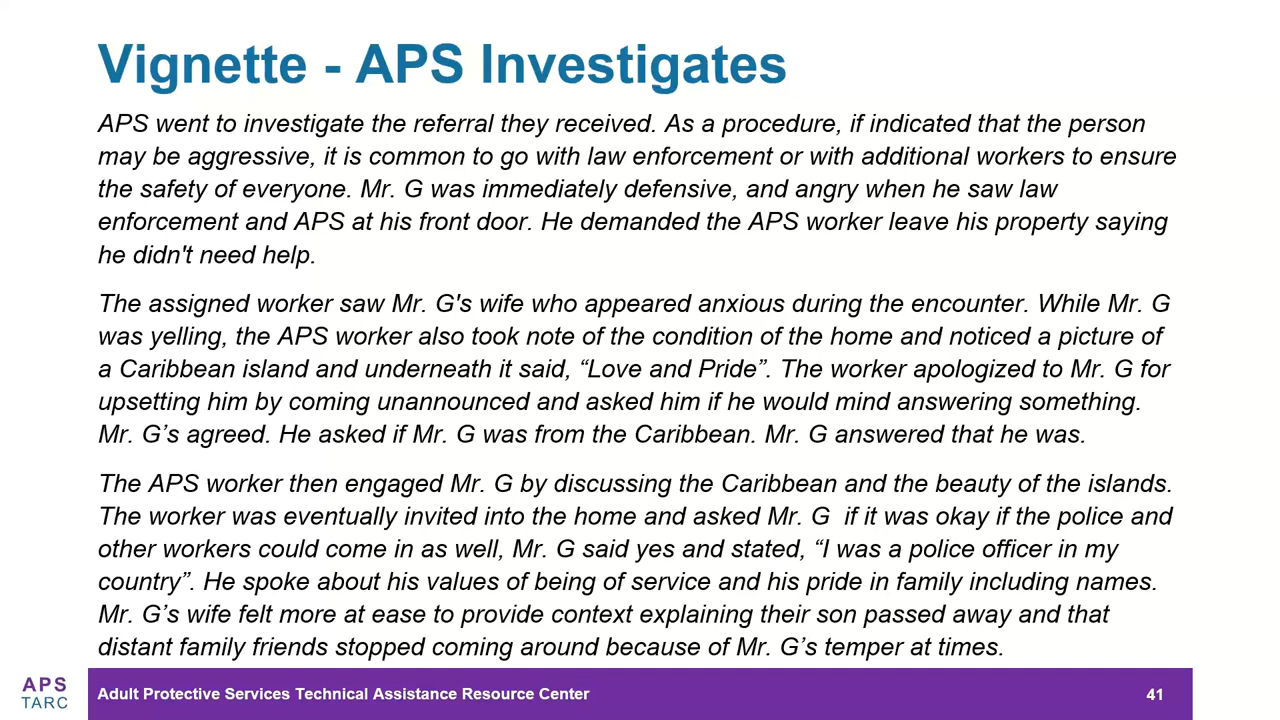 Vignette - APS Investigates
APS went to investigate the referral they received. As a procedure, if indicated that the person
may be aggressive, it is common to go with law enforcement or with additional workers to ensure
the safety of everyone. Mr. G was immediately defensive, and angry when he saw law
enforcement and APS at his front door. He demanded the APS worker leave his property saying
he didn't need help.
The assigned worker saw Mr. G's wife who appeared anxious during the encounter. While Mr. G
was yelling, the APS worker also took note of the condition of the home and noticed a picture of
a Caribbean island and underneath it said, “Love and Pride”. The worker apologized to Mr. G for
upsetting him by coming unannounced and asked him if he would mind answering something.
Mr. G’s agreed. He asked if Mr. G was from the Caribbean. Mr. G answered that he was.
The APS worker then engaged Mr. G by discussing the Caribbean and the beauty of the islands.
The worker was eventually invited into the home and asked Mr. G  if it was okay if the police and
other workers could come in as well, Mr. G said yes and stated, “I was a police officer in my
country”. He spoke about his values of being of service and his pride in family including names.
Mr. G’s wife felt more at ease to provide context explaining their son passed away and that
distant family friends stopped coming around because of Mr. G’s temper at times.
APS
TARC
Adult Protective Services Technical Assistance Resource Center
41